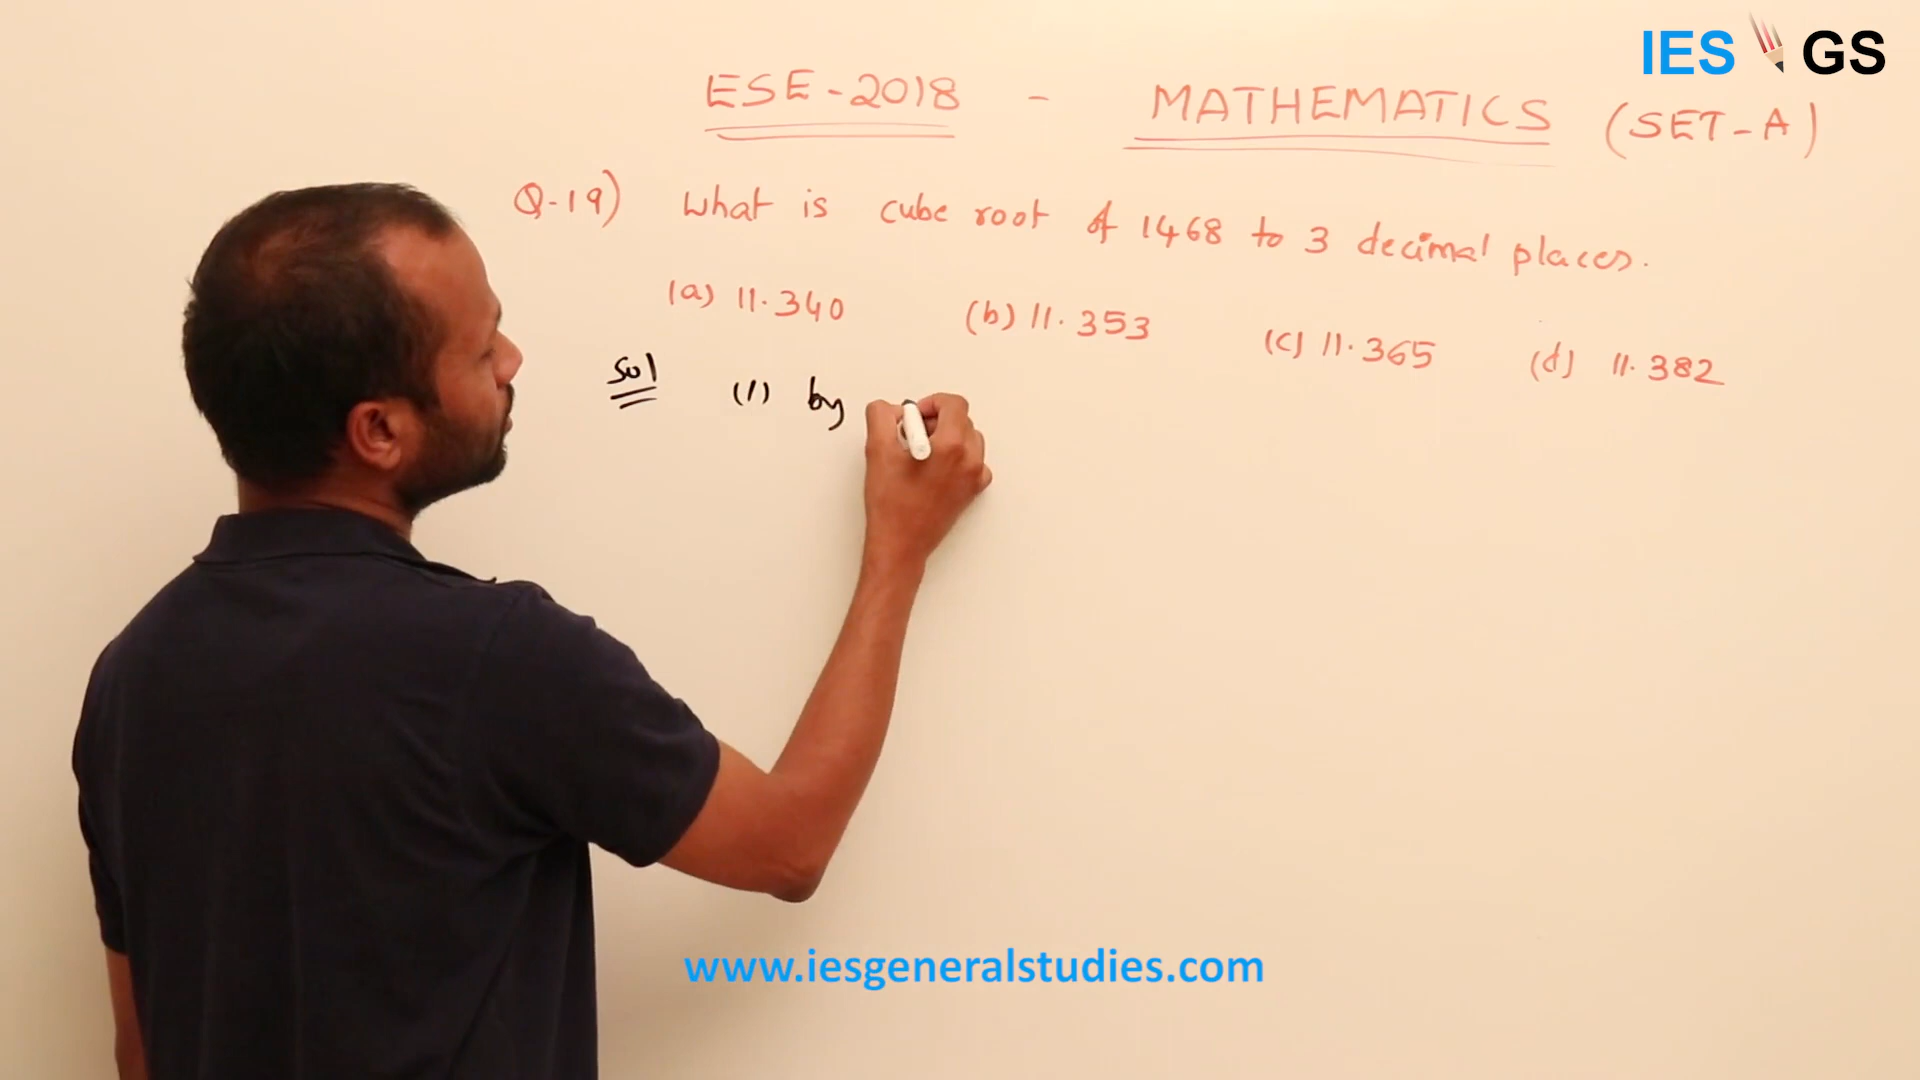 IES GS
ESE-2018 - MATHEMATICS (SET-A)
Q.19) What is cube root of 1468 to 3 decimal places.
(a) 11.340 (b) 11.353 (c) 11.365 (d) 11.382
Sol (1) by
www.iesgeneralstudies.com